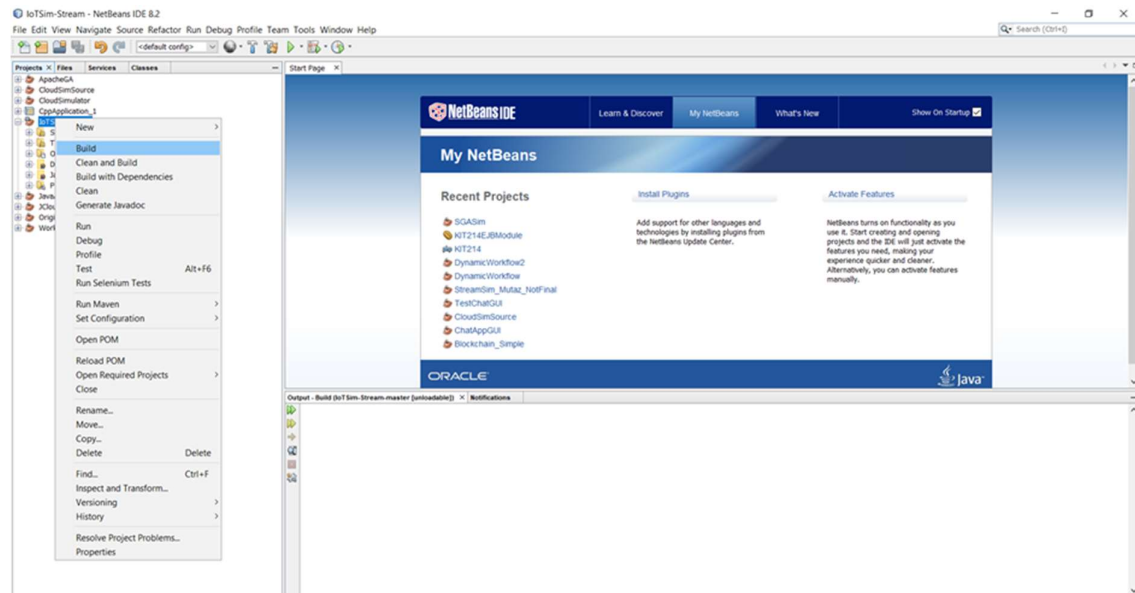 IoTSim-Stream - NetBeans IDE 8.2
File Edit View Navigate Source Refactor Run Debug Profile Team Tools Window Help
Search (Ctrl+I)
<default config>
Projects Files Services Classes
Start Page
ApacheGA
CloudSimSource
CloudSimulator
CppApplication_1
IoTS
S
T
O
D
J
P
Java
JClou
Origi
Work
New
Build
Clean and Build
Build with Dependencies
Clean
Generate Javadoc
Run
Debug
Profile
Test Alt+F6
Run Selenium Tests
Run Maven
Set Configuration
Open POM
Reload POM
Open Required Projects
Close
Rename...
Move...
Copy...
Delete Delete
Find... Ctrl+F
Inspect and Transform...
Versioning
History
Resolve Project Problems...
Properties
NetBeans IDE
Learn & Discover
My NetBeans
What's New
Show On Startup
My NetBeans
Recent Projects
SGASim
KIT214EJBModule
KIT214
DynamicWorkflow2
DynamicWorkflow
StreamSim_Mutaz_NotFinal
TestChatGUI
CloudSimSource
ChatAppGUI
Blockchain_Simple
Install Plugins
Add support for other languages and
technologies by installing plugins from
the NetBeans Update Center.
Activate Features
NetBeans turns on functionality as you
use it. Start creating and opening
projects and the IDE will just activate the
features you need, making your
experience quicker and cleaner.
Alternatively, you can activate features
manually.
ORACLE
Java
Output - Build (IoTSim-Stream-master [unloadable]) Notifications